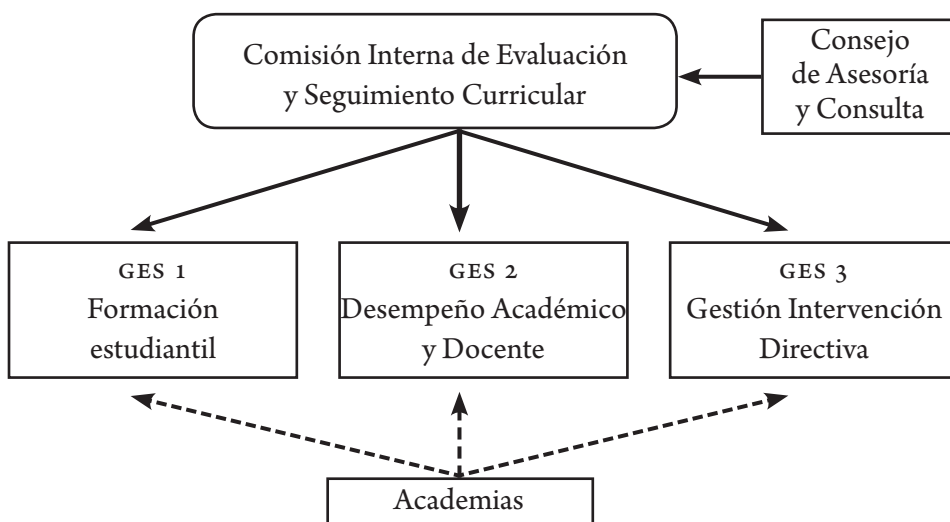 Comisión Interna de Evaluación
y Seguimiento Curricular
Consejo
de Asesoría
y Consulta
GES 1
Formación
estudiantil
GES 2
Desempeño Académico
y Docente
GES 3
Gestión Intervención
Directiva
Academias